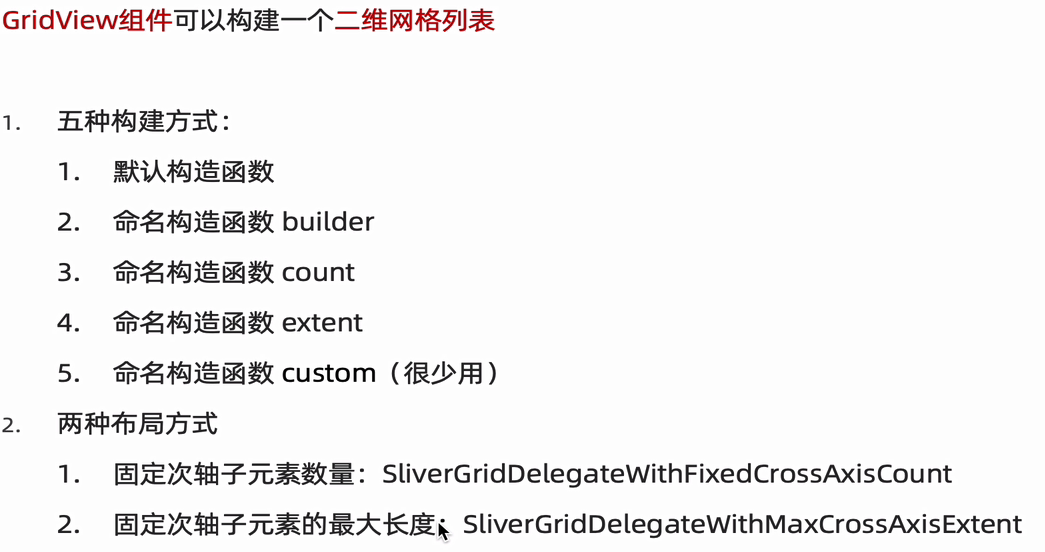 GridView组件可以构建一个二维网格列表
1. 五种构建方式：
1. 默认构造函数
2. 命名构造函数 builder
3. 命名构造函数 count
4. 命名构造函数 extent
5. 命名构造函数 custom（很少用）
2. 两种布局方式
1. 固定次轴子元素数量：SliverGridDelegateWithFixedCrossAxisCount
2. 固定次轴子元素的最大长度：SliverGridDelegateWithMaxCrossAxisExtent